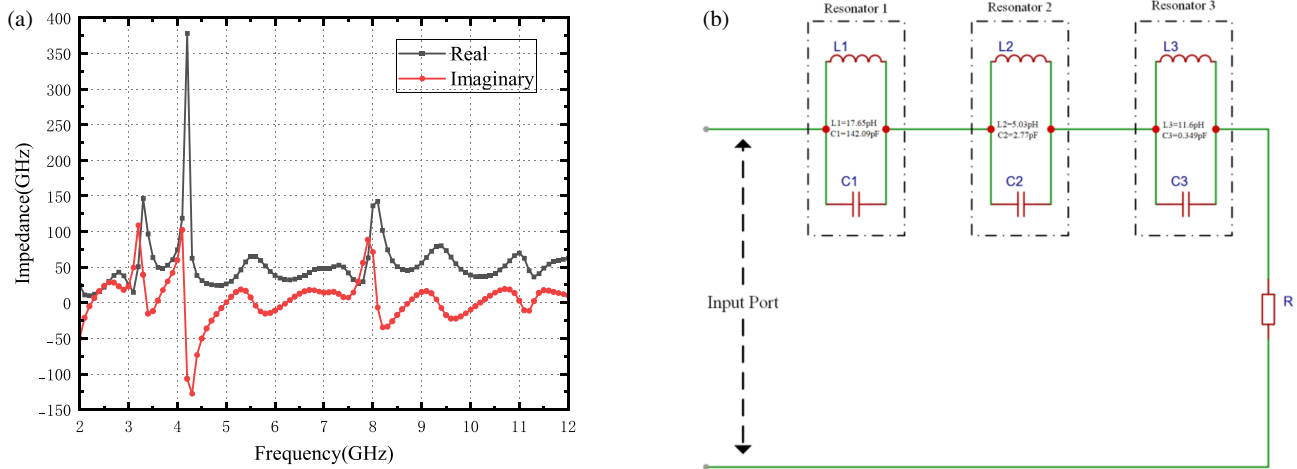 (a)
400
350
300
250
200
150
100
50
0
-50
-100
-150
Impedance(GHz)
Real
Imaginary
2 3 4 5 6 7 8 9 10 11 12
Frequency(GHz)
(b)
Resonator 1
L1
L1=17.65pH
C1=142.09pF
C1
Resonator 2
L2
L2=5.03pH
C2=2.77pF
C2
Resonator 3
L3
L3=11.6pH
C3=0.349pF
C3
Input Port
R